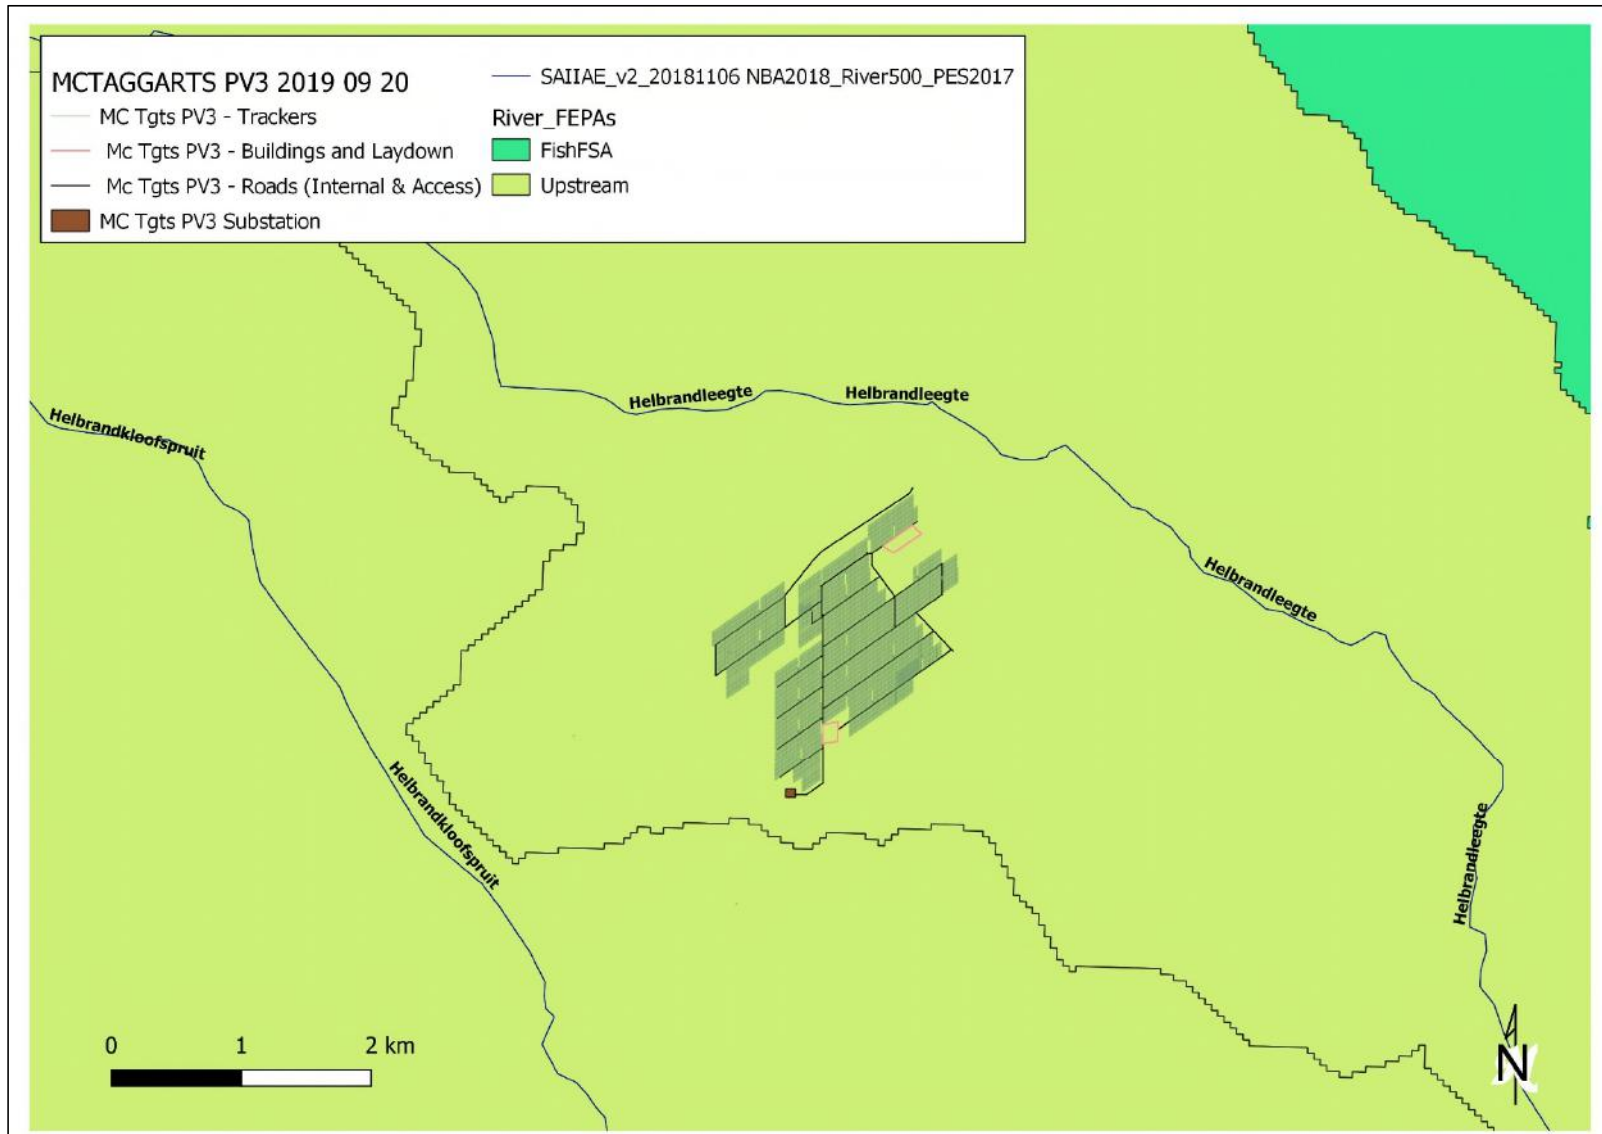 MCTAGGARTS PV3 2019 09 20
MC Tgts PV3 - Trackers
Mc Tgts PV3 - Buildings and Laydown
Mc Tgts PV3 - Roads (Internal & Access)
MC Tgts PV3 Substation
SAIIAE_v2_20181106 NBA2018_River500_PES2017
River_FEPAs
FishFSA
Upstream
Helbrandleegte
Helbrandleegte
Helbrandkloofspruit
Helbrandleegte
Helbrandkloofspruit
Helbrandleegte
0 1 2 km
N